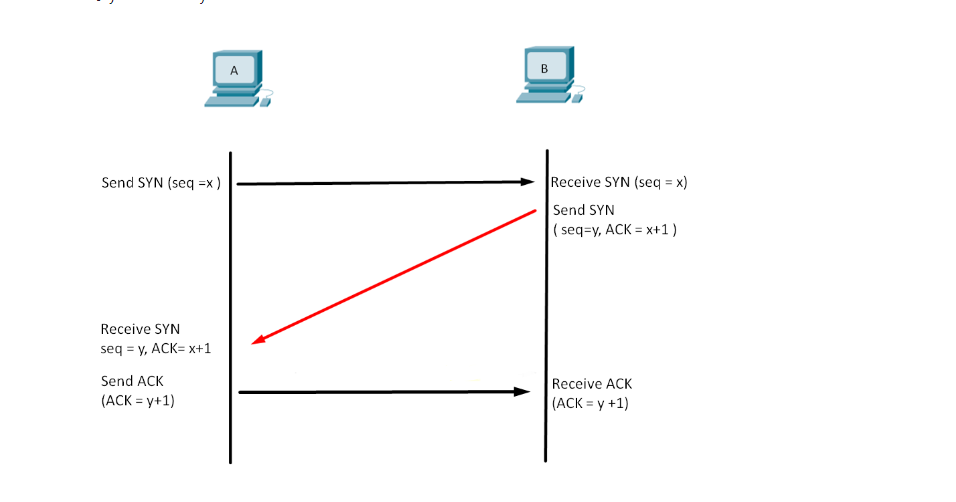 A
B
Send SYN (seq =x )
Receive SYN (seq = x)
Send SYN
( seq=y, ACK = x+1 )
Receive SYN
seq = y, ACK= x+1
Send ACK
(ACK = y+1)
Receive ACK
(ACK = y +1)